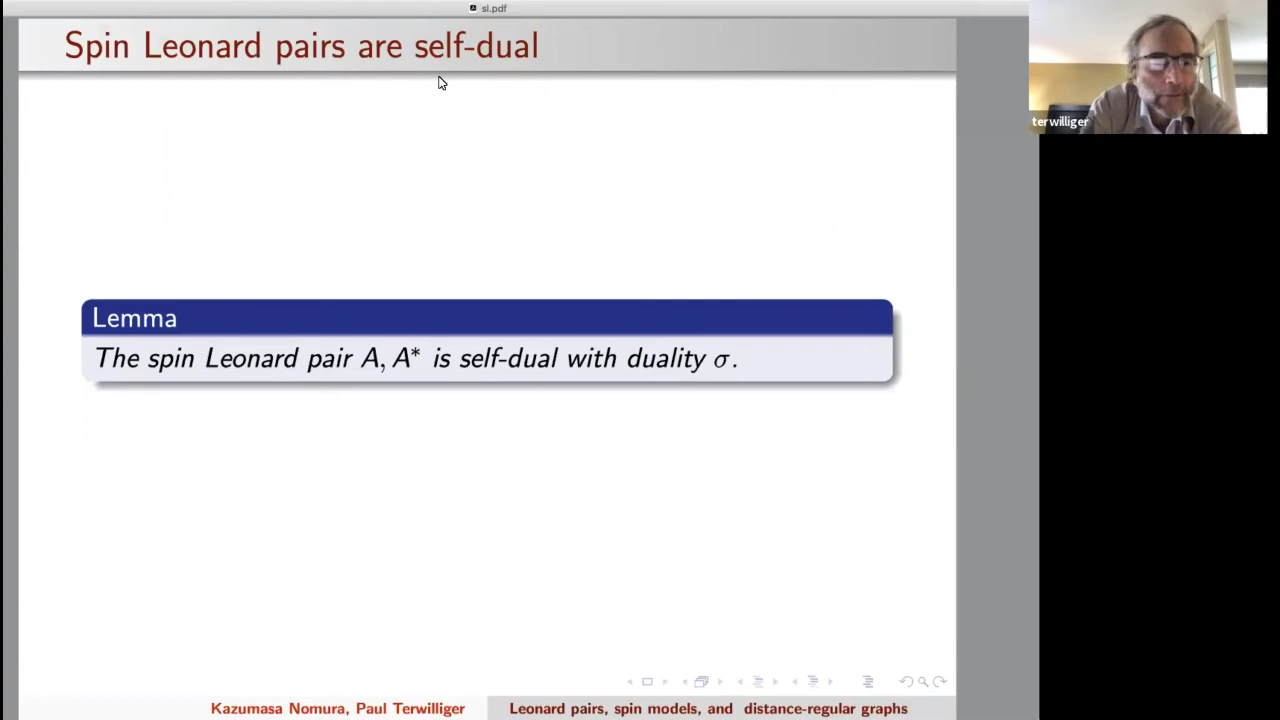 sl.pdf
Spin Leonard pairs are self-dual
terwilliger
Lemma
The spin Leonard pair A, A* is self-dual with duality σ.
Kazumasa Nomura, Paul Terwilliger
Leonard pairs, spin models, and distance-regular graphs